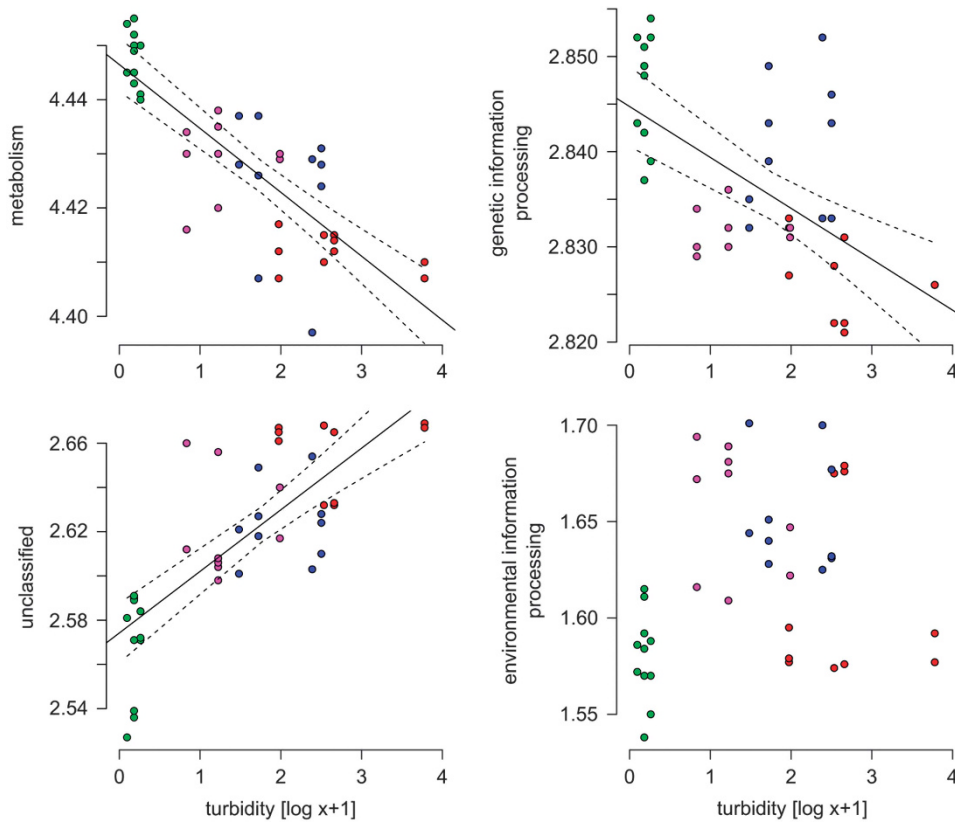 metabolism
4.44
4.42
4.40
0 1 2 3 4
genetic information
processing
2.850
2.840
2.830
2.820
0 1 2 3 4
unclassified
2.66
2.62
2.58
2.54
0 1 2 3 4
turbidity [log x+1]
environmental information
processing
1.70
1.65
1.60
1.55
0 1 2 3 4
turbidity [log x+1]